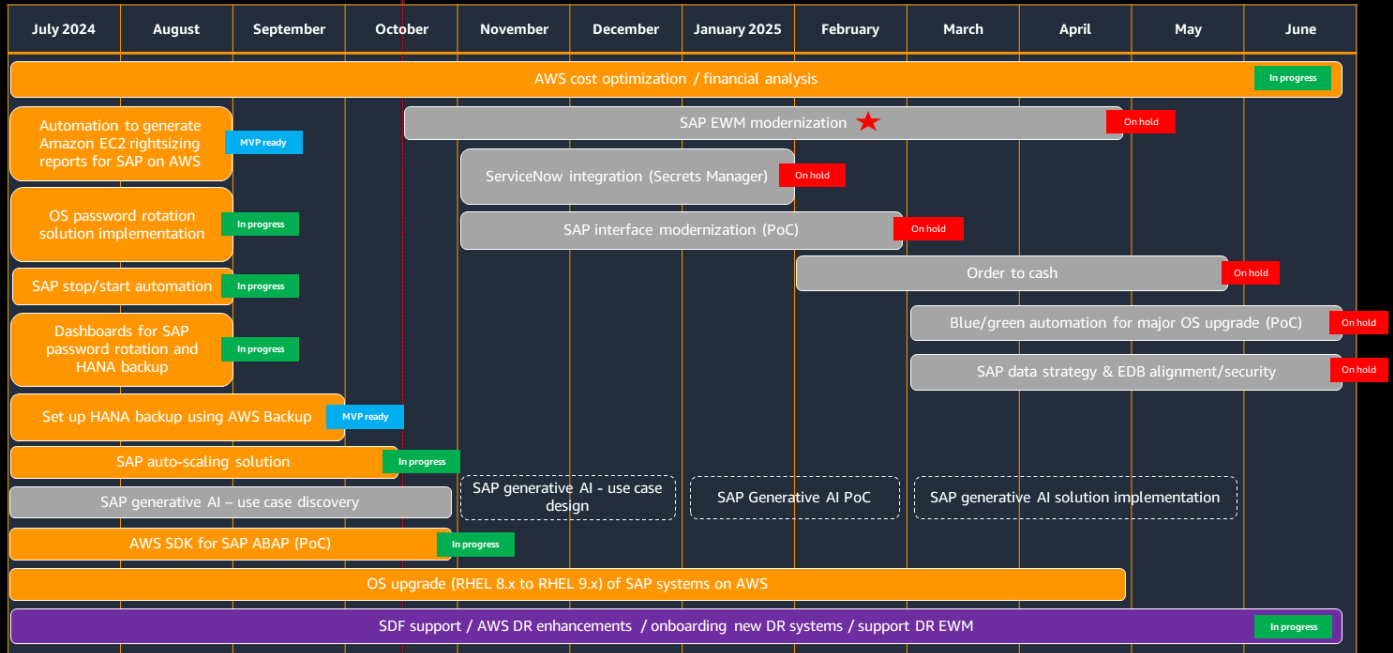 July 2024 August September October November December January 2025 February March April May June
AWS cost optimization / financial analysis
In progress
Automation to generate
Amazon EC2 rightsizing
reports for SAP on AWS
MVP ready
SAP EWM modernization
On hold
ServiceNow integration (Secrets Manager)
On hold
OS password rotation
solution implementation
In progress
SAP interface modernization (PoC)
On hold
SAP stop/start automation
In progress
Order to cash
On hold
Dashboards for SAP
password rotation and
HANA backup
In progress
Blue/green automation for major OS upgrade (PoC)
On hold
SAP data strategy & EDB alignment/security
On hold
Set up HANA backup using AWS Backup
MVP ready
SAP auto-scaling solution
In progress
SAP generative AI – use case discovery
SAP generative AI - use case
design
SAP Generative AI PoC
SAP generative AI solution implementation
AWS SDK for SAP ABAP (PoC)
In progress
OS upgrade (RHEL 8.x to RHEL 9.x) of SAP systems on AWS
SDF support / AWS DR enhancements / onboarding new DR systems / support DR EWM
In progress